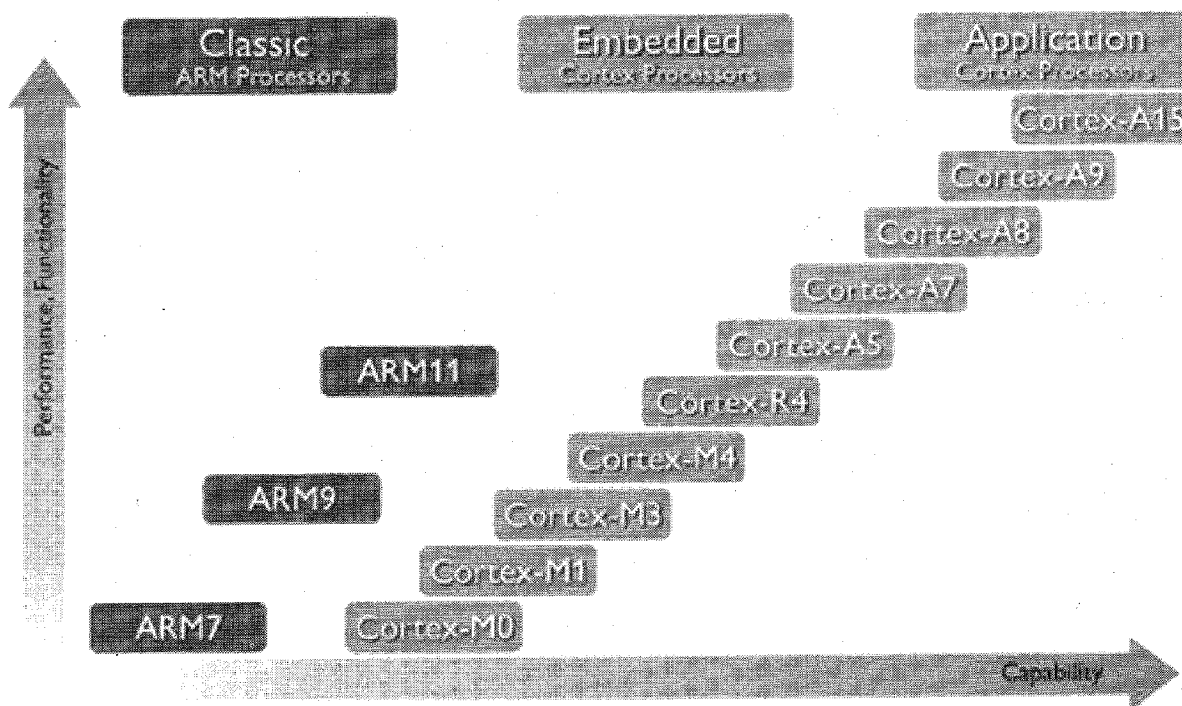 Classic
ARM Processors
Embedded
Cortex Processors
Application
Cortex Processors
Cortex-A15
Cortex-A9
Cortex-A8
Cortex-A7
Cortex-A5
ARM11
Cortex-R4
Cortex-M4
ARM9
Cortex-M3
Cortex-M1
ARM7
Cortex-M0
Performance, Functionality
Capability